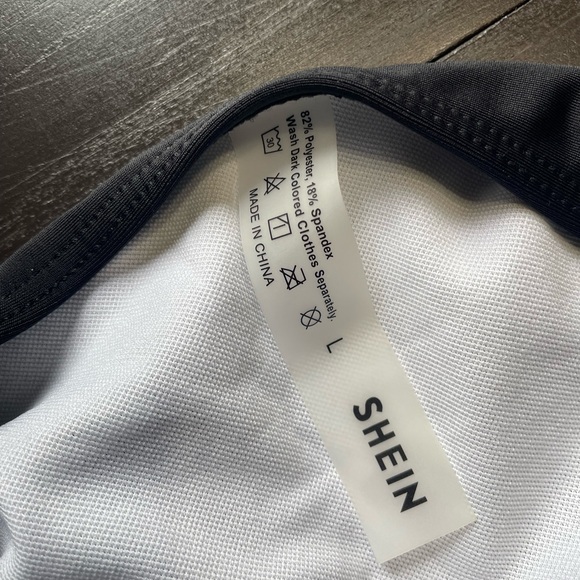 82% Polyester, 18% Spandex
Wash Dark Colored Clothes Separately.
30
MADE IN CHINA
L
SHEIN